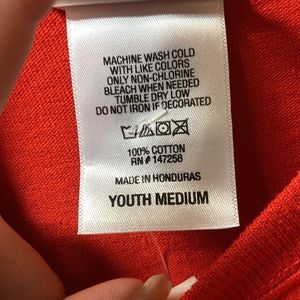 MACHINE WASH COLD
WITH LIKE COLORS
ONLY NON-CHLORINE
BLEACH WHEN NEEDED
TUMBLE DRY LOW
DO NOT IRON IF DECORATED
100% COTTON
RN # 147258
MADE IN HONDURAS
YOUTH MEDIUM